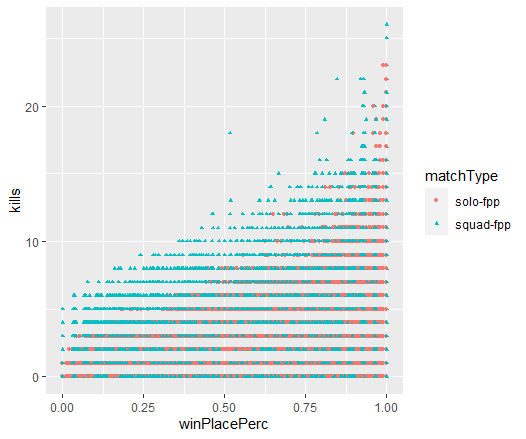 kills
20
10
0
0.00 0.25 0.50 0.75 1.00
winPlacePerc
matchType
solo-fpp
squad-fpp